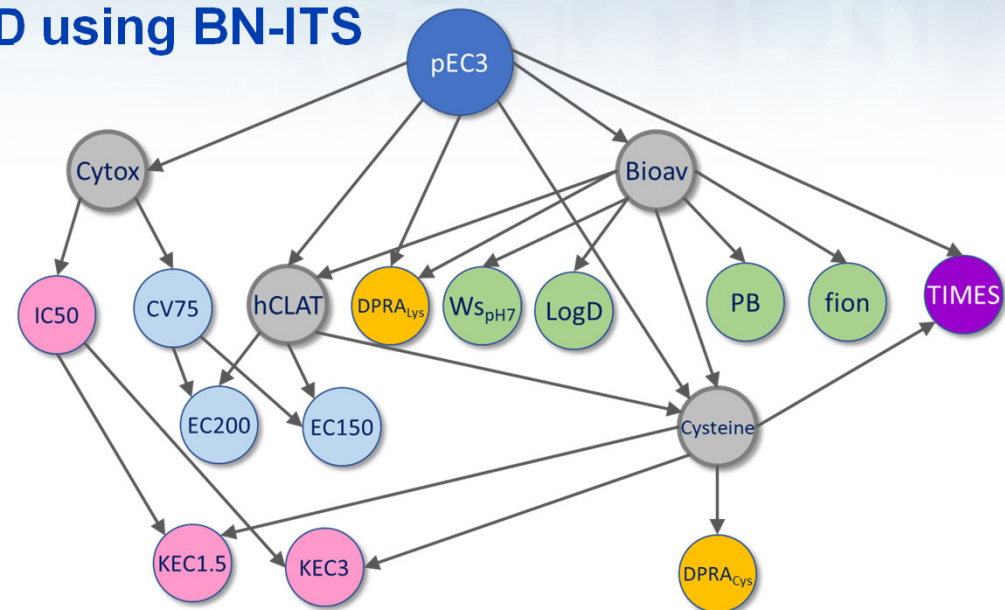 D using BN-ITS
pEC3
Cytox
Bioav
IC50
CV75
hCLAT
DPRALys
WSpH7
LogD
PB
fion
TIMES
EC200
EC150
Cysteine
KEC1.5
KEC3
DPRACys